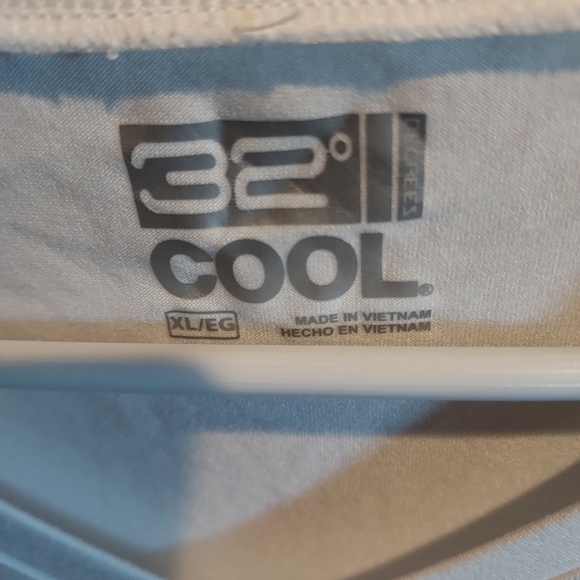 32° DEGREES
COOL®
XL/EG
MADE IN VIETNAM
HECHO EN VIETNAM